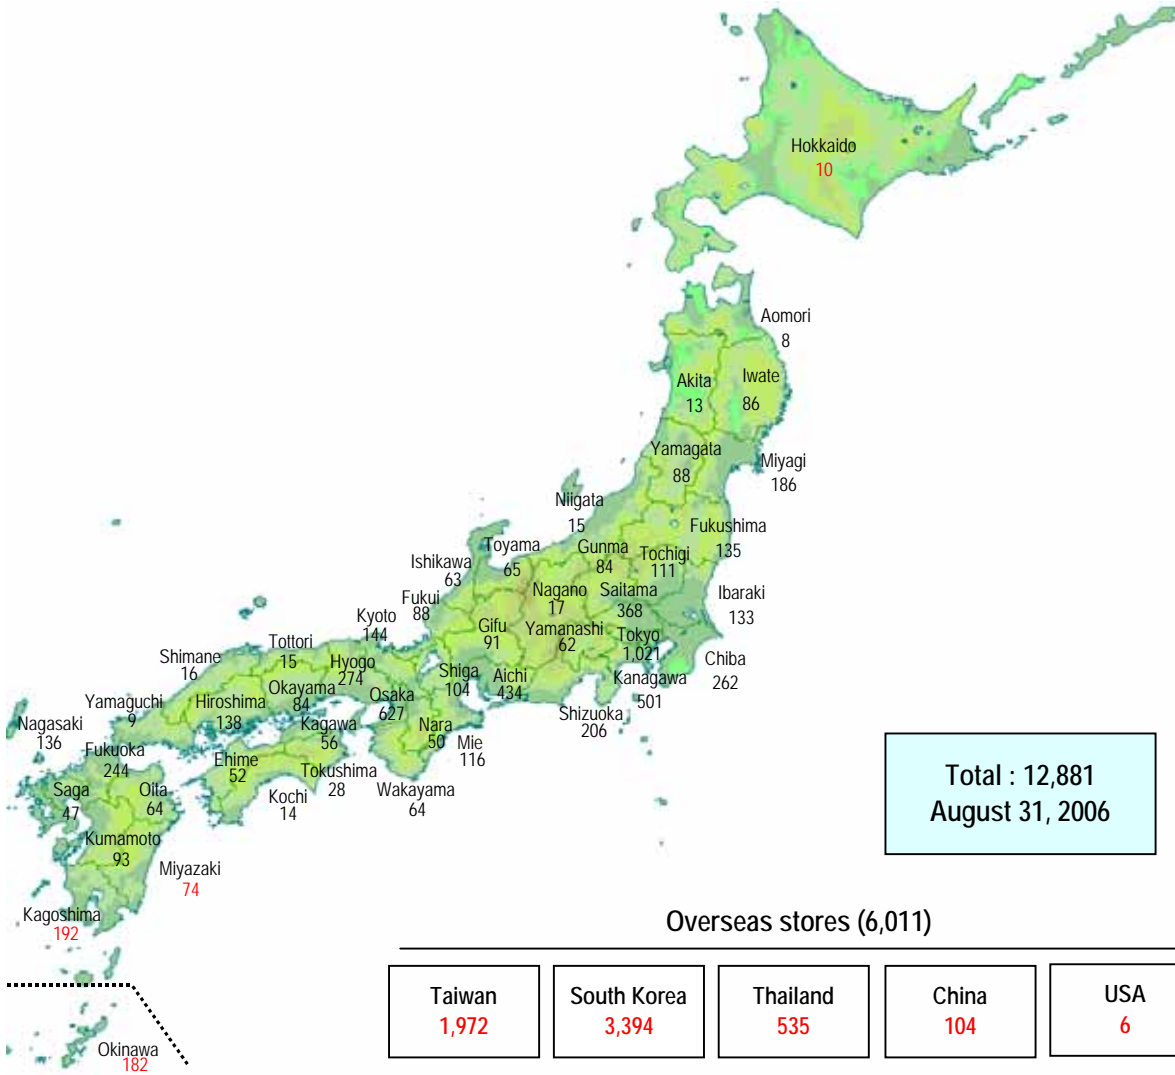 Hokkaido
10
Aomori
8
Akita
13
Iwate
86
Yamagata
88
Miyagi
186
Niigata
15
Fukushima
135
Toyama
65
Gunma
84
Tochigi
111
Ishikawa
63
Nagano
17
Saitama
368
Ibaraki
133
Fukui
88
Kyoto
144
Gifu
91
Yamanashi
62
Tokyo
1,021
Chiba
262
Tottori
15
Shimane
16
Hyogo
274
Shiga
104
Aichi
434
Kanagawa
501
Okayama
84
Osaka
627
Shizuoka
206
Yamaguchi
9
Hiroshima
138
Nagasaki
136
Kagawa
56
Nara
50
Mie
116
Fukuoka
244
Ehime
52
Tokushima
28
Wakayama
64
Saga
47
Oita
64
Kochi
14
Kumamoto
93
Miyazaki
74
Kagoshima
192
Okinawa
182
Total : 12,881
August 31, 2006
Overseas stores (6,011)
Taiwan
1,972
South Korea
3,394
Thailand
535
China
104
USA
6